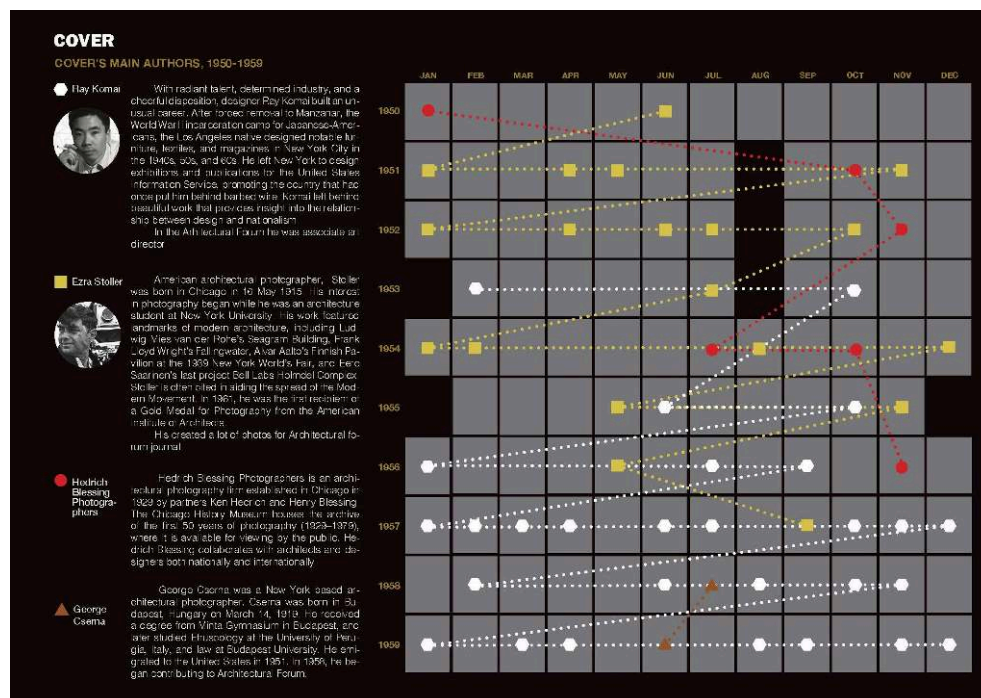 COVER
COVER'S MAIN AUTHORS, 1950-1959
JAN FEB MAR APR MAY JUN JUL AUG SEP OCT NOV DEC
Ray Komai
With radiant talent, determined industry, and a
cheerful disposition, designer Ray Komai built an un-
usual career. After forced removal to Manzanar, the
World War II incarceration camp for Japanese-Amer-
icans, the Los Angeles native designed notable fur-
niture, textiles, and magazines in New York City in
the 1940s, 50s, and 60s. He left New York to design
exhibitions and publications for the United States
Information Service, promoting the country that had
once put him behind barbed wire. Komai left behind
beautiful work that provides insight into the relation-
ship between design and nationalism
In the Arhitectural Forum he was associate art
director
Ezra Stoller
American architectural photographer, Stoller
was born in Chicago in 16 May 1915. His interest
in photography began while he was an architecture
student at New York University. His work featured
landmarks of modern architecture, including Lud-
wig Mies van der Rohe's Seagram Building, Frank
Lloyd Wright's Fallingwater, Alvar Aalto's Finnish Pa-
vilion at the 1939 New York World's Fair, and Eero
Saarinen's last project Bell Labs Holmdel Complex.
Stoller is often cited in aiding the spread of the Mod-
ern Movement. In 1961, he was the first recipient of
a Gold Medal for Photography from the American
Institute of Architects.
His created a lot of photos for Architectural fo-
rum journal
Hedrich
Blessing
Photogra-
phers
Hedrich Blessing Photographers is an archi-
tectural photography firm established in Chicago in
1929 by partners Ken Hedrich and Henry Blessing.
The Chicago History Museum houses the archive
of the first 50 years of photography (1929–1979),
where it is available for viewing by the public. He-
drich Blessing collaborates with architects and de-
signers both nationally and internationally
George
Cserna
George Cserna was a New York based ar-
chitectural photographer. Cserna was born in Bu-
dapest, Hungary on March 14, 1919. He received
a degree from Minta Gymnasium in Budapest, and
later studied Etruscology at the University of Peru-
gia, Italy, and law at Budapest University. He emi-
grated to the United States in 1951. In 1958, he be-
gan contributing to Architectural Forum.
1950
1951
1952
1953
1954
1955
1956
1957
1958
1959